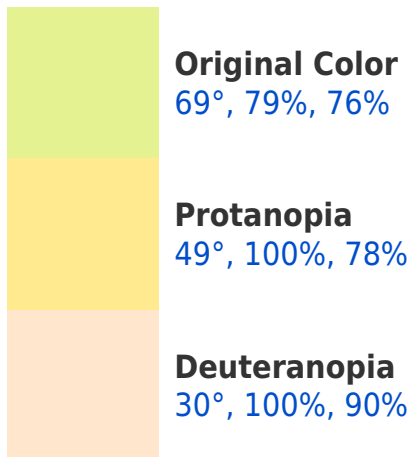 Original Color
69°, 79%, 76%
Protanopia
49°, 100%, 78%
Deuteranopia
30°, 100%, 90%